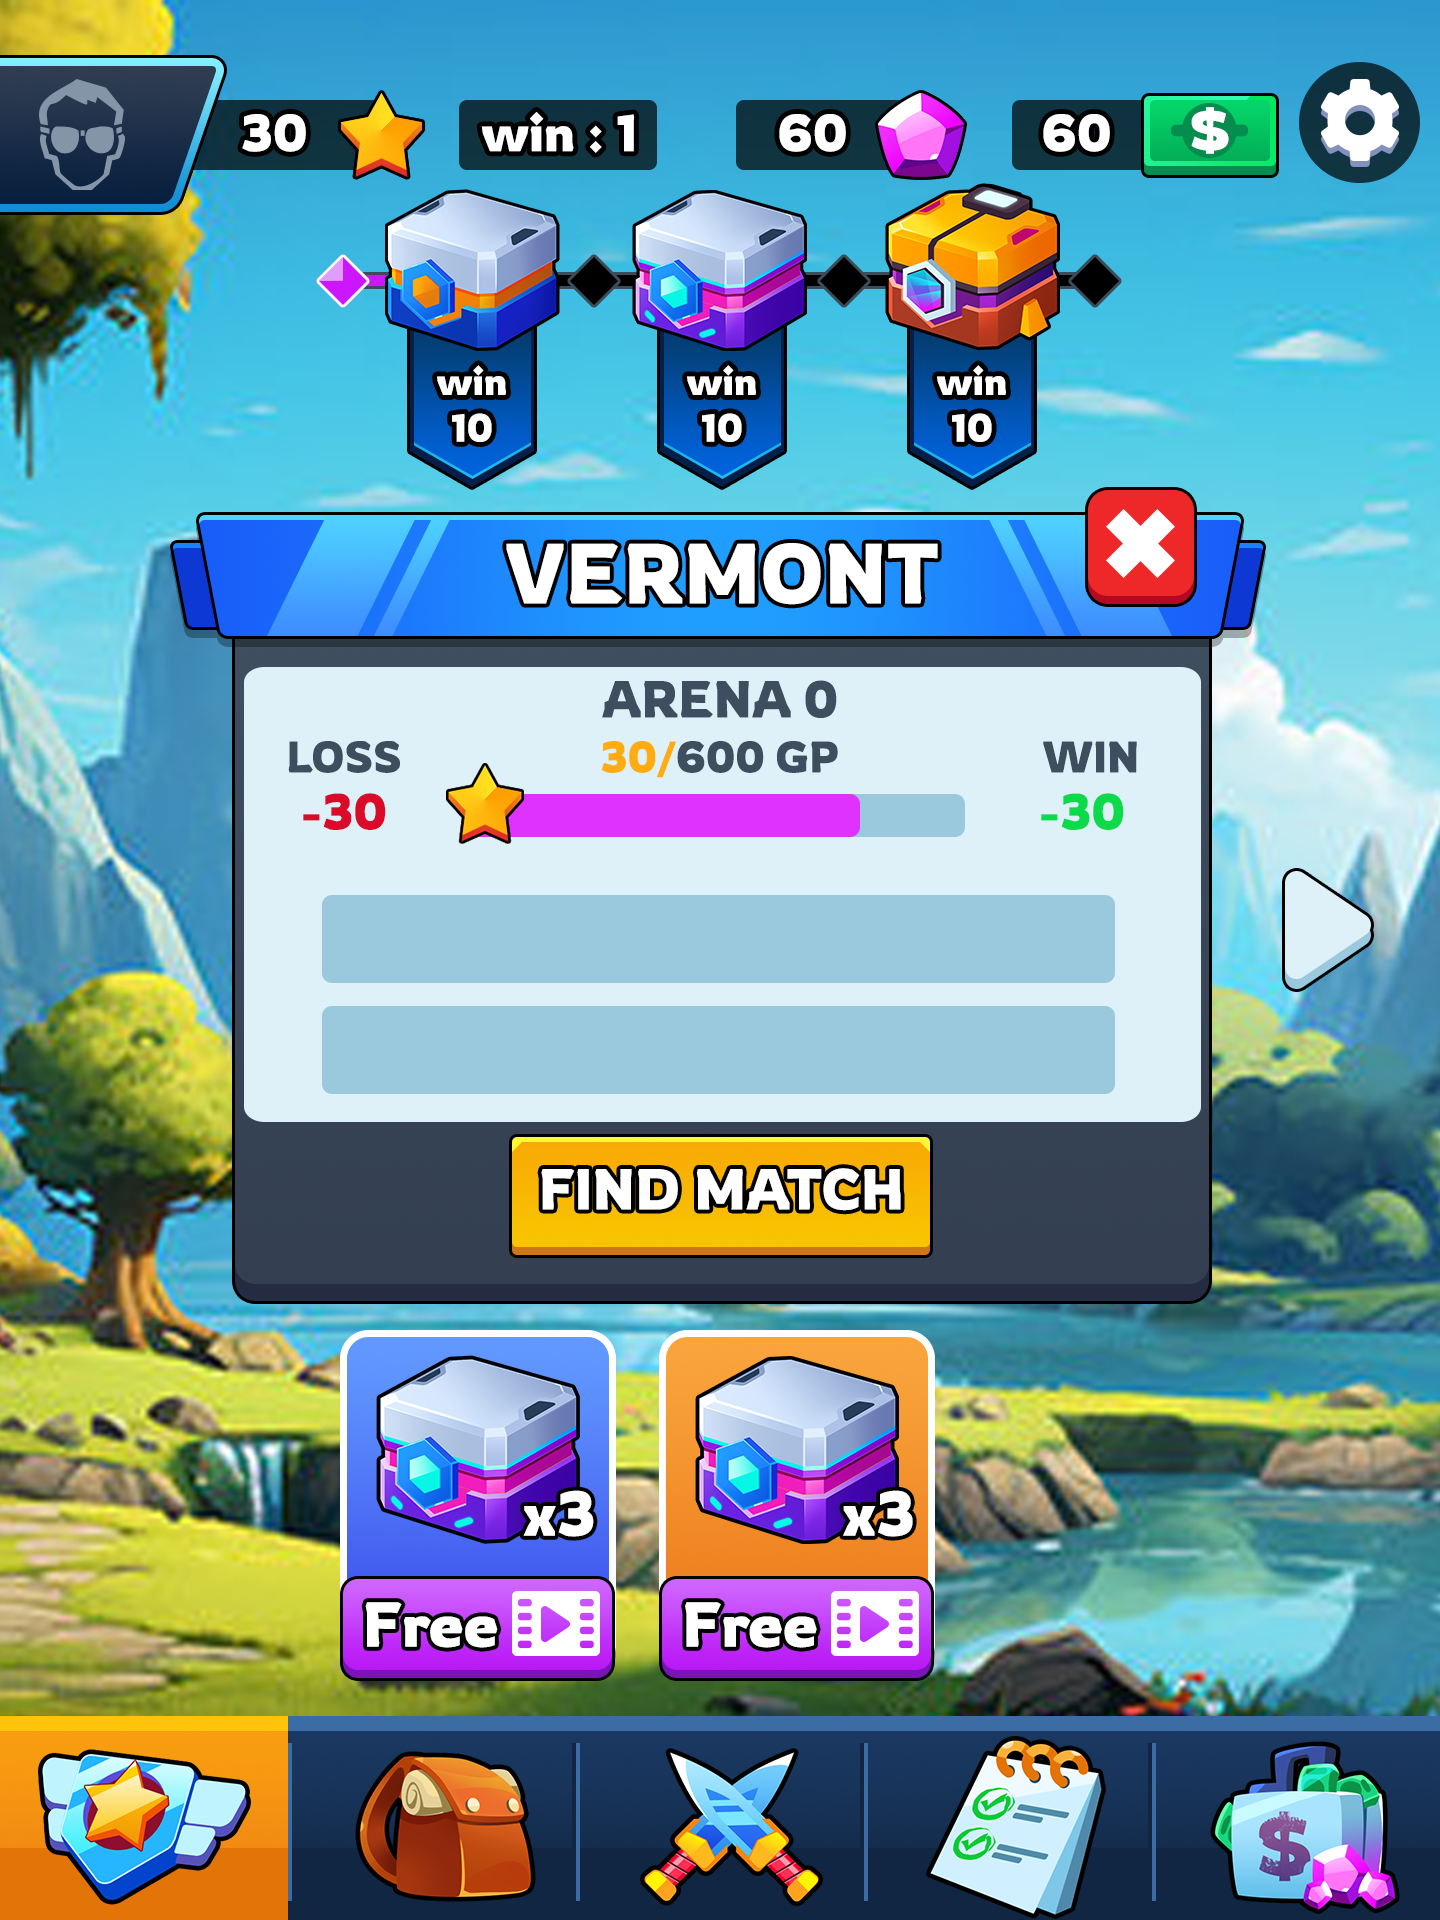 30
win : 1
60
60
$
win
10
win
10
win
10
VERMONT
ARENA 0
LOSS
30/600 GP
WIN
-30
-30
FIND MATCH
x3
x3
Free
Free
$